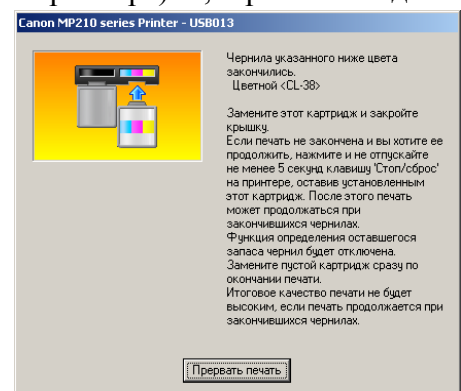 Canon MP210 series Printer - USB013
Чернила указанного ниже цвета
закончились.
Цветной <CL-38>
Замените этот картридж и закройте
крышку.
Если печать не закончена и вы хотите ее
продолжить, нажмите и не отпускайте
не менее 5 секунд клавишу 'Стоп/сброс'
на принтере, оставив установленным
этот картридж. После этого печать
может продолжаться при
закончившихся чернилах.
Функция определения оставшегося
запаса чернил будет отключена.
Замените пустой картридж сразу по
окончании печати.
Итоговое качество печати не будет
высоким, если печать продолжается при
закончившихся чернилах.
Прервать печать